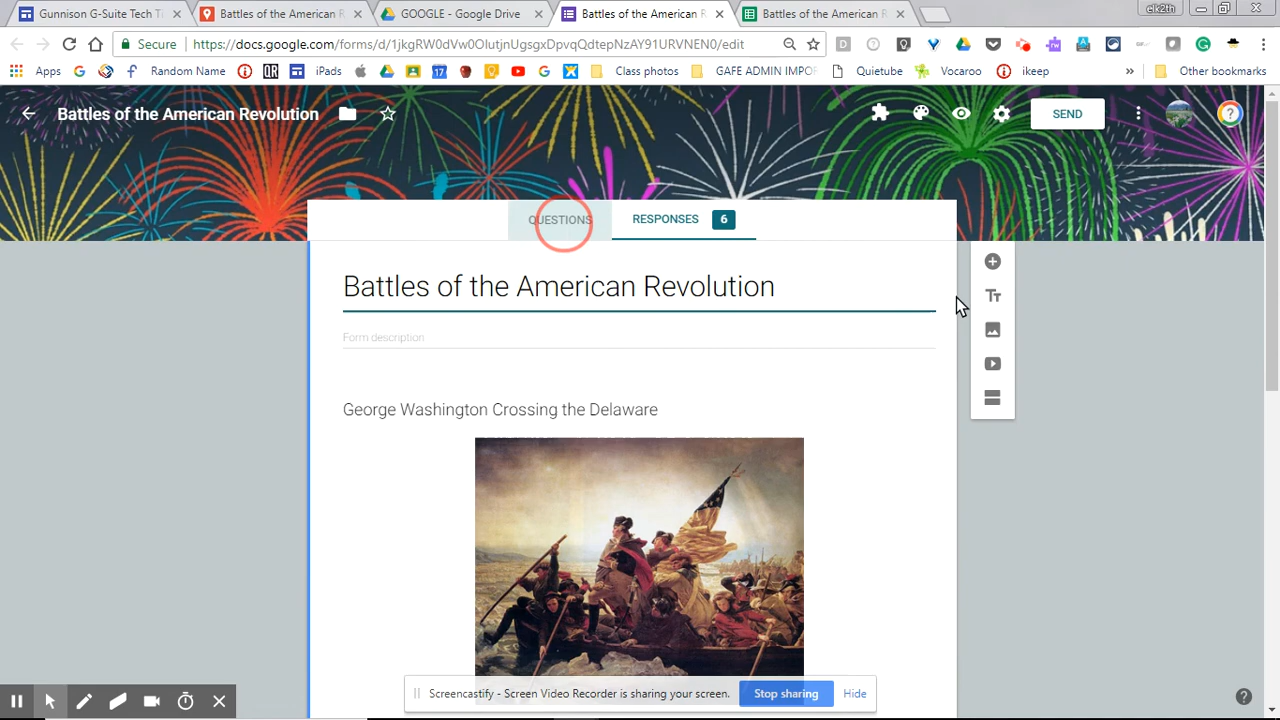 Gunnison G-Suite Tech Ti
Battles of the American R
GOOGLE - Google Drive
Battles of the American R
Battles of the American R
elk2th
Secure
https://docs.google.com/forms/d/1jkgRW0dVw0OutjnUgsgxDpvqQdtepNzAY91URVNEN0/edit
Apps
Random Name
iPads
17
Class photos
GAFE ADMIN IMPOR
Quietube
Vocaroo
ikeep
»
Other bookmarks
Battles of the American Revolution
SEND
QUESTIONS
RESPONSES 6
Battles of the American Revolution
Form description
George Washington Crossing the Delaware
Screencastify - Screen Video Recorder is sharing your screen.
Stop sharing
Hide